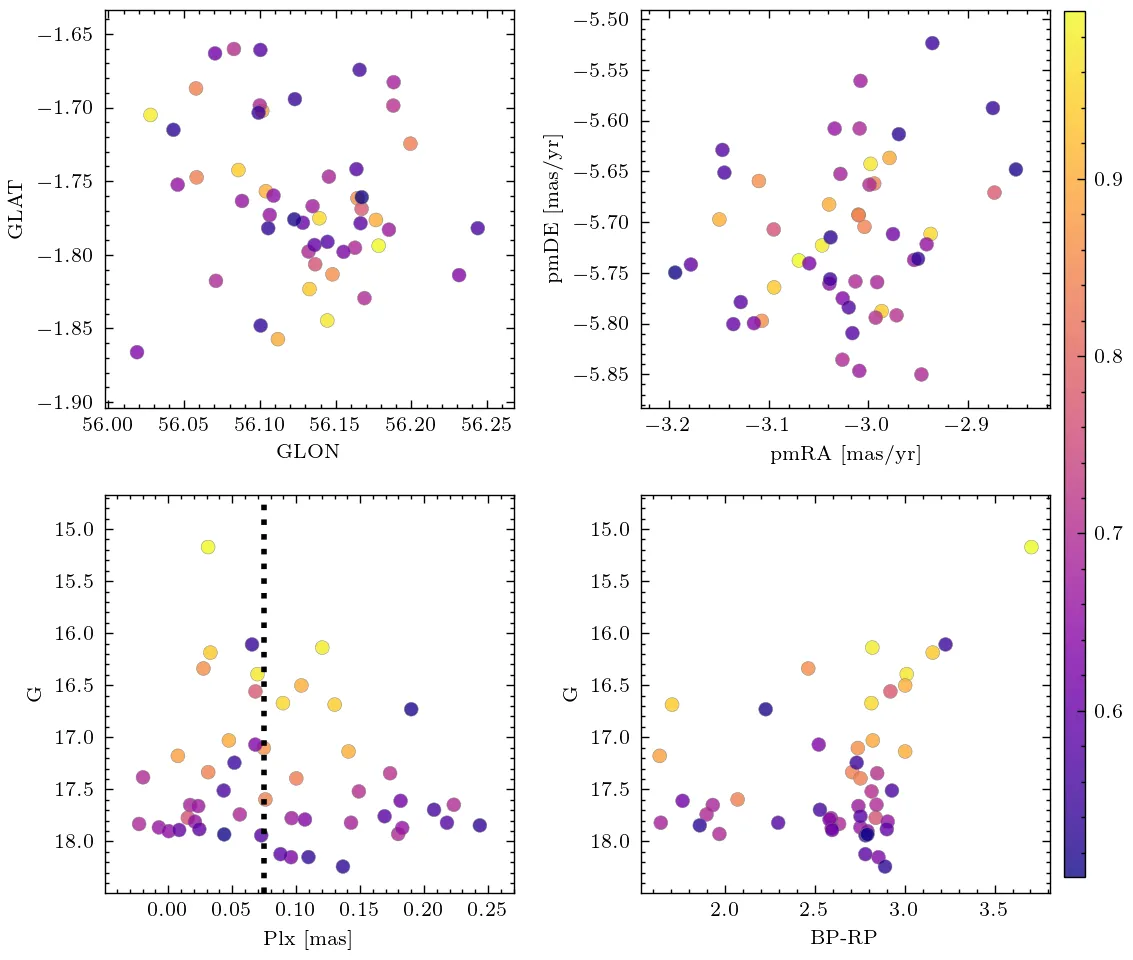 −1.65
−1.70
−1.75
−1.80
−1.85
−1.90
GLAT
56.00 56.05 56.10 56.15 56.20 56.25
GLON
−5.50
−5.55
−5.60
−5.65
−5.70
−5.75
−5.80
−5.85
pmDE [mas/yr]
−3.2 −3.1 −3.0 −2.9
pmRA [mas/yr]
0.9
0.8
0.7
0.6
15.0
15.5
16.0
16.5
17.0
17.5
18.0
G
0.00 0.05 0.10 0.15 0.20 0.25
Plx [mas]
15.0
15.5
16.0
16.5
17.0
17.5
18.0
G
2.0 2.5 3.0 3.5
BP-RP